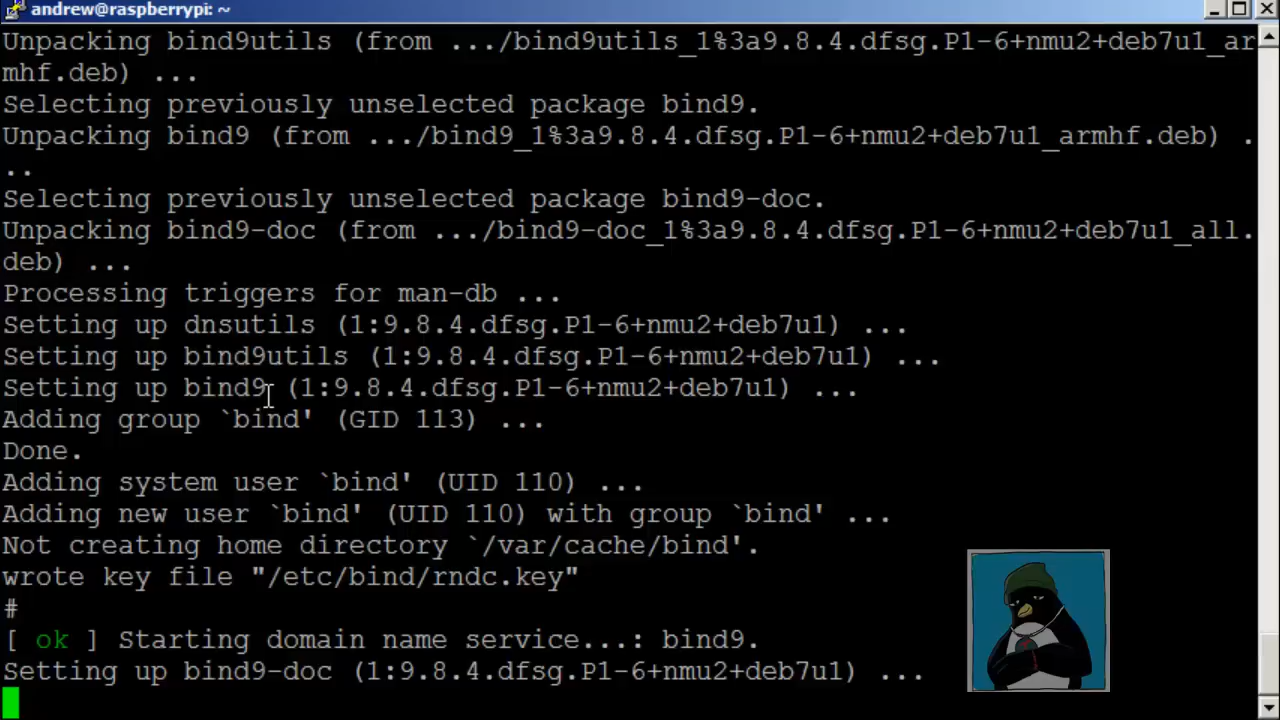 andrew@raspberrypi: ~
Unpacking bind9utils (from .../bind9utils_1%3a9.8.4.dfsg.P1-6+nmu2+deb7u1_ar
mhf.deb) ...
Selecting previously unselected package bind9.
Unpacking bind9 (from .../bind9_1%3a9.8.4.dfsg.P1-6+nmu2+deb7u1_armhf.deb) .
..
Selecting previously unselected package bind9-doc.
Unpacking bind9-doc (from .../bind9-doc_1%3a9.8.4.dfsg.P1-6+nmu2+deb7u1_all.
deb) ...
Processing triggers for man-db ...
Setting up dnsutils (1:9.8.4.dfsg.P1-6+nmu2+deb7u1) ...
Setting up bind9utils (1:9.8.4.dfsg.P1-6+nmu2+deb7u1) ...
Setting up bind9 (1:9.8.4.dfsg.P1-6+nmu2+deb7u1) ...
Adding group `bind' (GID 113) ...
Done.
Adding system user `bind' (UID 110) ...
Adding new user `bind' (UID 110) with group `bind' ...
Not creating home directory `/var/cache/bind'.
wrote key file "/etc/bind/rndc.key"
#
[ ok ] Starting domain name service...: bind9.
Setting up bind9-doc (1:9.8.4.dfsg.P1-6+nmu2+deb7u1) ...